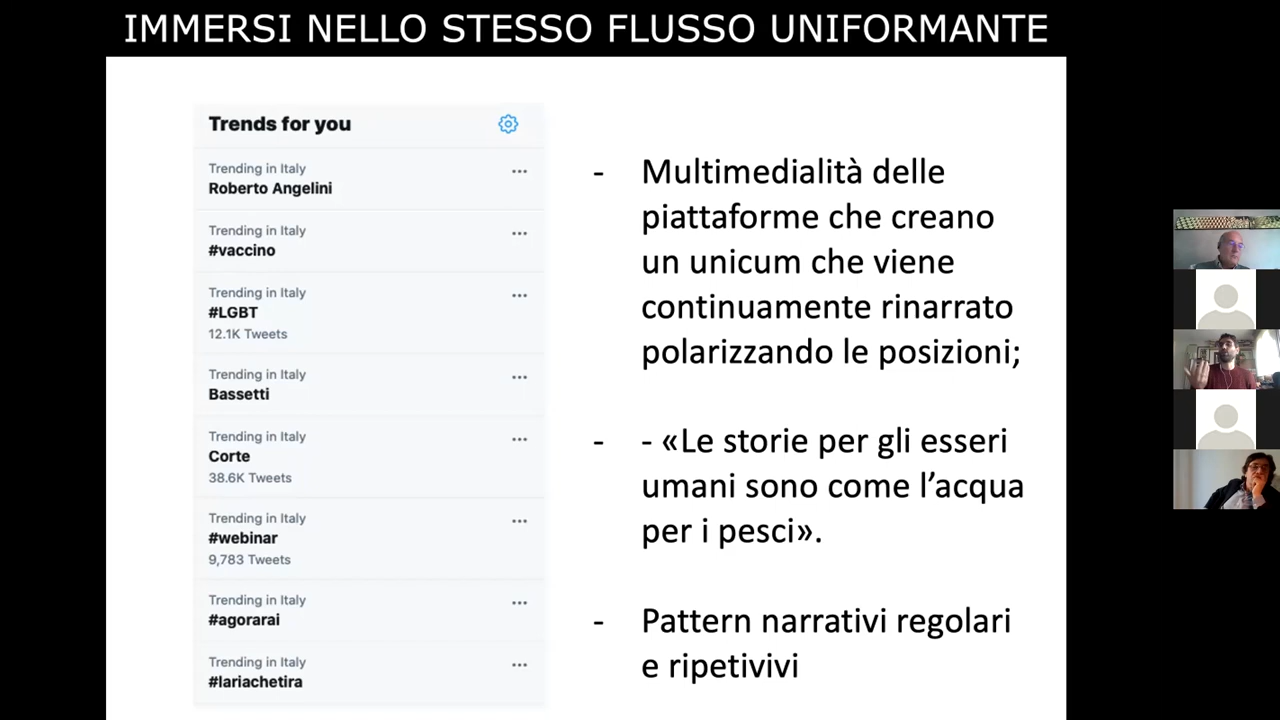 IMMERSI NELLO STESSO FLUSSO UNIFORMANTE
Trends for you
Trending in Italy
Roberto Angelini
Trending in Italy
#vaccino
Trending in Italy
#LGBT
12.1K Tweets
Trending in Italy
Bassetti
Trending in Italy
Corte
38.6K Tweets
Trending in Italy
#webinar
9,783 Tweets
Trending in Italy
#agorarai
Trending in Italy
#lariachetira
- Multimedialità delle
piattaforme che creano
un unicum che viene
continuamente rinarrato
polarizzando le posizioni;
- - «Le storie per gli esseri
umani sono come l’acqua
per i pesci».
- Pattern narrativi regolari
e ripetivivi